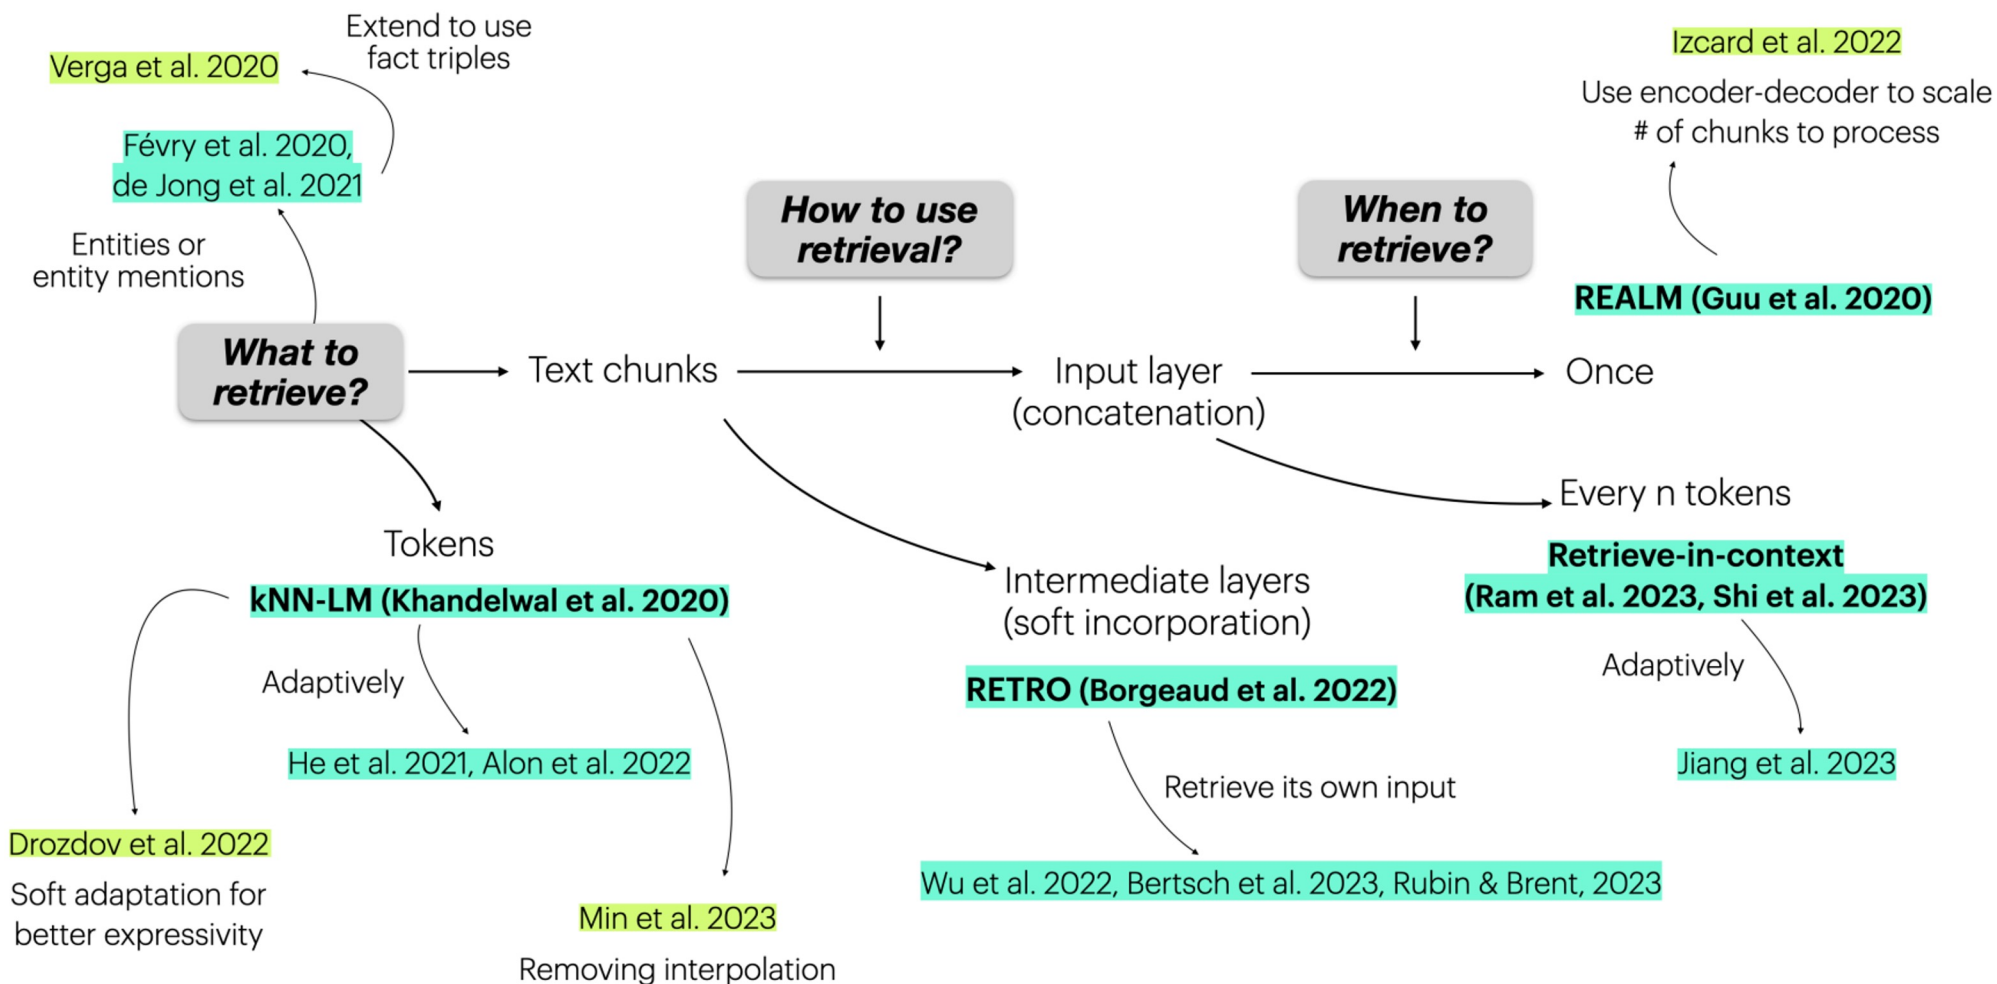 Extend to use
fact triples
Verga et al. 2020
Févry et al. 2020,
de Jong et al. 2021
Entities or
entity mentions
What to
retrieve?
Text chunks
How to use
retrieval?
Input layer
(concatenation)
When to
retrieve?
Once
Izcard et al. 2022
Use encoder-decoder to scale
# of chunks to process
REALM (Guu et al. 2020)
Every n tokens
Retrieve-in-context
(Ram et al. 2023, Shi et al. 2023)
Adaptively
Jiang et al. 2023
Intermediate layers
(soft incorporation)
RETRO (Borgeaud et al. 2022)
Retrieve its own input
Wu et al. 2022, Bertsch et al. 2023, Rubin & Brent, 2023
Tokens
kNN-LM (Khandelwal et al. 2020)
Adaptively
He et al. 2021, Alon et al. 2022
Drozdov et al. 2022
Soft adaptation for
better expressivity
Min et al. 2023
Removing interpolation